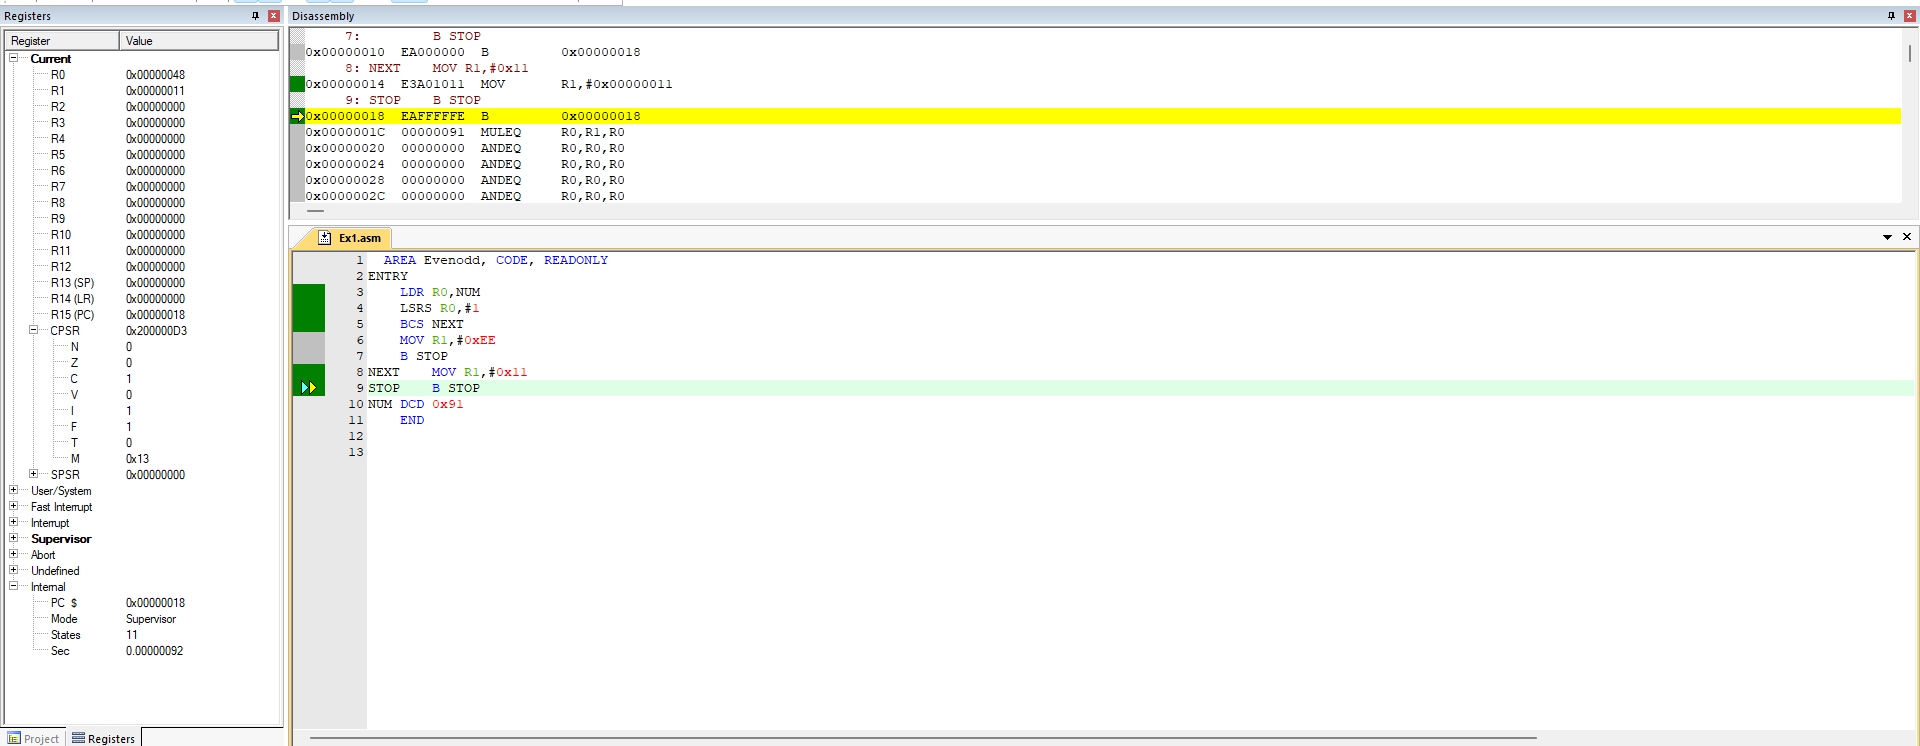 Registers
Register Value
Current
R0 0x00000048
R1 0x00000011
R2 0x00000000
R3 0x00000000
R4 0x00000000
R5 0x00000000
R6 0x00000000
R7 0x00000000
R8 0x00000000
R9 0x00000000
R10 0x00000000
R11 0x00000000
R12 0x00000000
R13 (SP) 0x00000000
R14 (LR) 0x00000000
R15 (PC) 0x00000018
CPSR 0x200000D3
N 0
Z 0
C 1
V 0
I 1
F 1
T 0
M 0x13
SPSR 0x00000000
User/System
Fast Interrupt
Interrupt
Supervisor
Abort
Undefined
Internal
PC $ 0x00000018
Mode Supervisor
States 11
Sec 0.00000092
Project Registers
Disassembly
7: B STOP
0x00000010 EA000000 B 0x00000018
8: NEXT MOV R1,#0x11
0x00000014 E3A01011 MOV R1,#0x00000011
9: STOP B STOP
0x00000018 EAFFFFFE B 0x00000018
0x0000001C 00000091 MULEQ R0,R1,R0
0x00000020 00000000 ANDEQ R0,R0,R0
0x00000024 00000000 ANDEQ R0,R0,R0
0x00000028 00000000 ANDEQ R0,R0,R0
0x0000002C 00000000 ANDEQ R0,R0,R0
Ex1.asm
1 AREA Evenodd, CODE, READONLY
2 ENTRY
3 LDR R0,NUM
4 LSRS R0,#1
5 BCS NEXT
6 MOV R1,#0xEE
7 B STOP
8 NEXT MOV R1,#0x11
9 STOP B STOP
10 NUM DCD 0x91
11 END
12
13